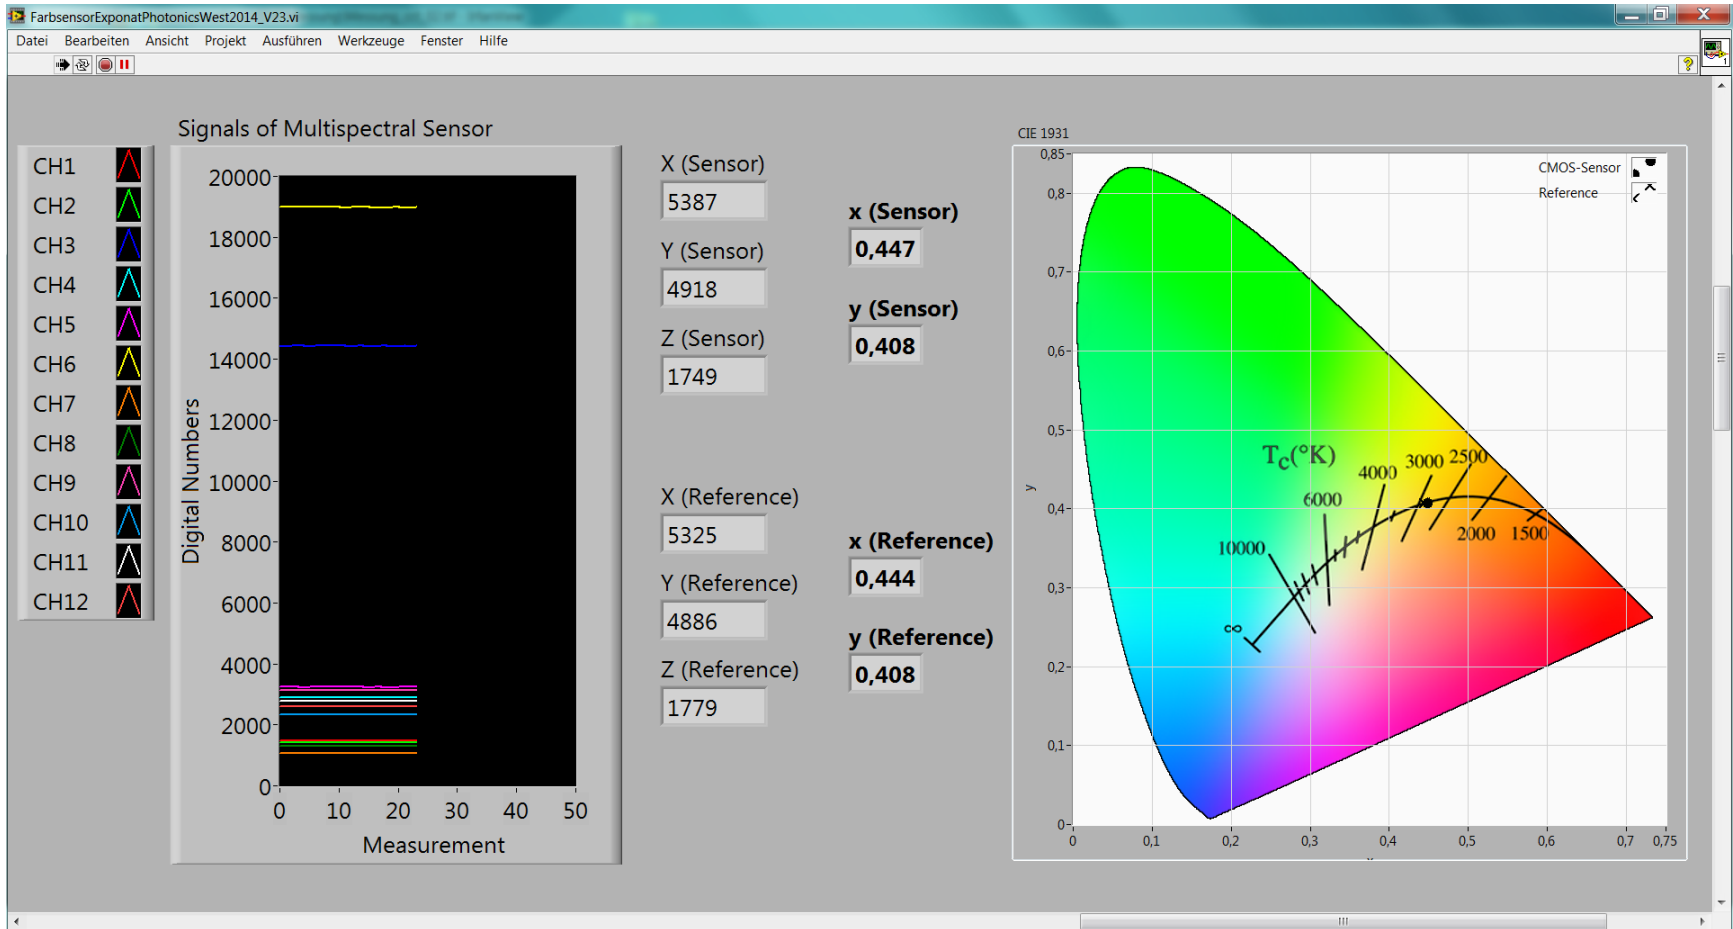 FarbsensorExponatPhotonicsWest2014_V23.vi
Datei Bearbeiten Ansicht Projekt Ausführen Werkzeuge Fenster Hilfe
Signals of Multispectral Sensor
CH1
CH2
CH3
CH4
CH5
CH6
CH7
CH8
CH9
CH10
CH11
CH12
Digital Numbers
20000
18000
16000
14000
12000
10000
8000
6000
4000
2000
0
0 10 20 30 40 50
Measurement
X (Sensor)
5387
Y (Sensor)
4918
Z (Sensor)
1749
x (Sensor)
0,447
y (Sensor)
0,408
X (Reference)
5325
Y (Reference)
4886
Z (Reference)
1779
x (Reference)
0,444
y (Reference)
0,408
CIE 1931
CMOS-Sensor
Reference
0,85
0,8
0,7
0,6
0,5
0,4
0,3
0,2
0,1
0
y
Tc(°K)
∞
10000
6000
4000
3000
2500
2000
1500
0 0,1 0,2 0,3 0,4 0,5 0,6 0,7 0,75
?
1